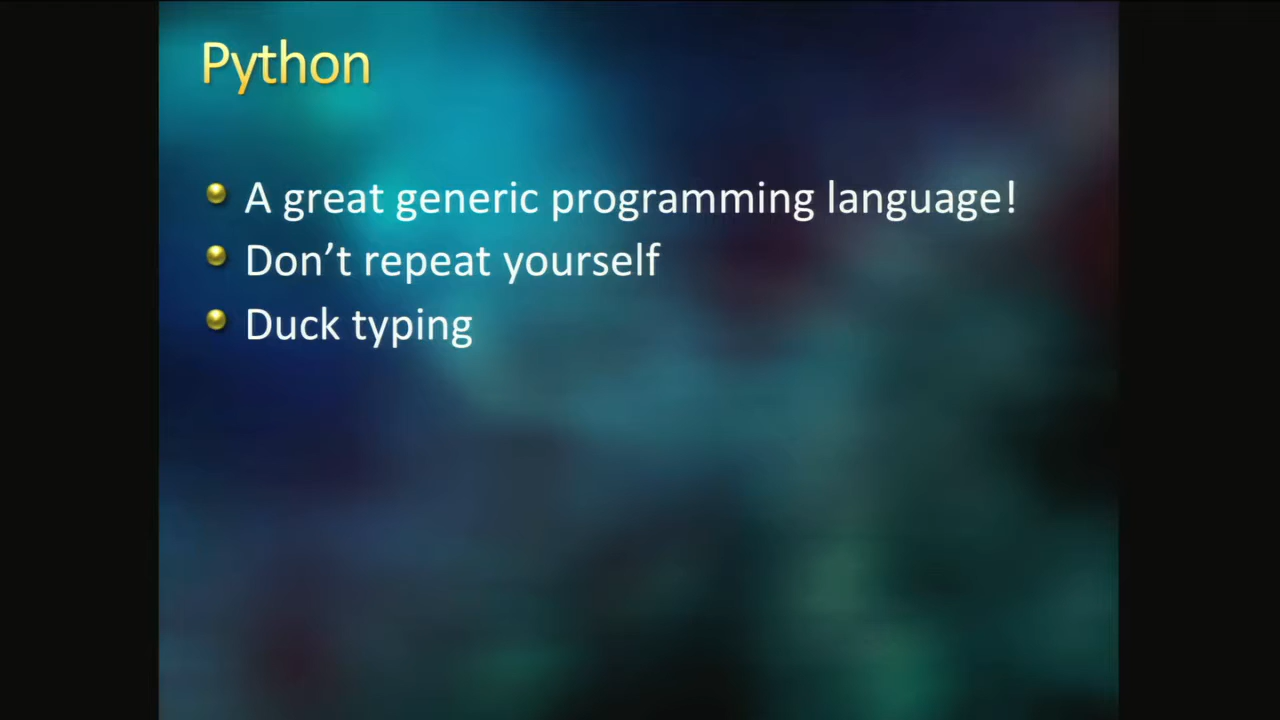 Python
A great generic programming language!
Don’t repeat yourself
Duck typing